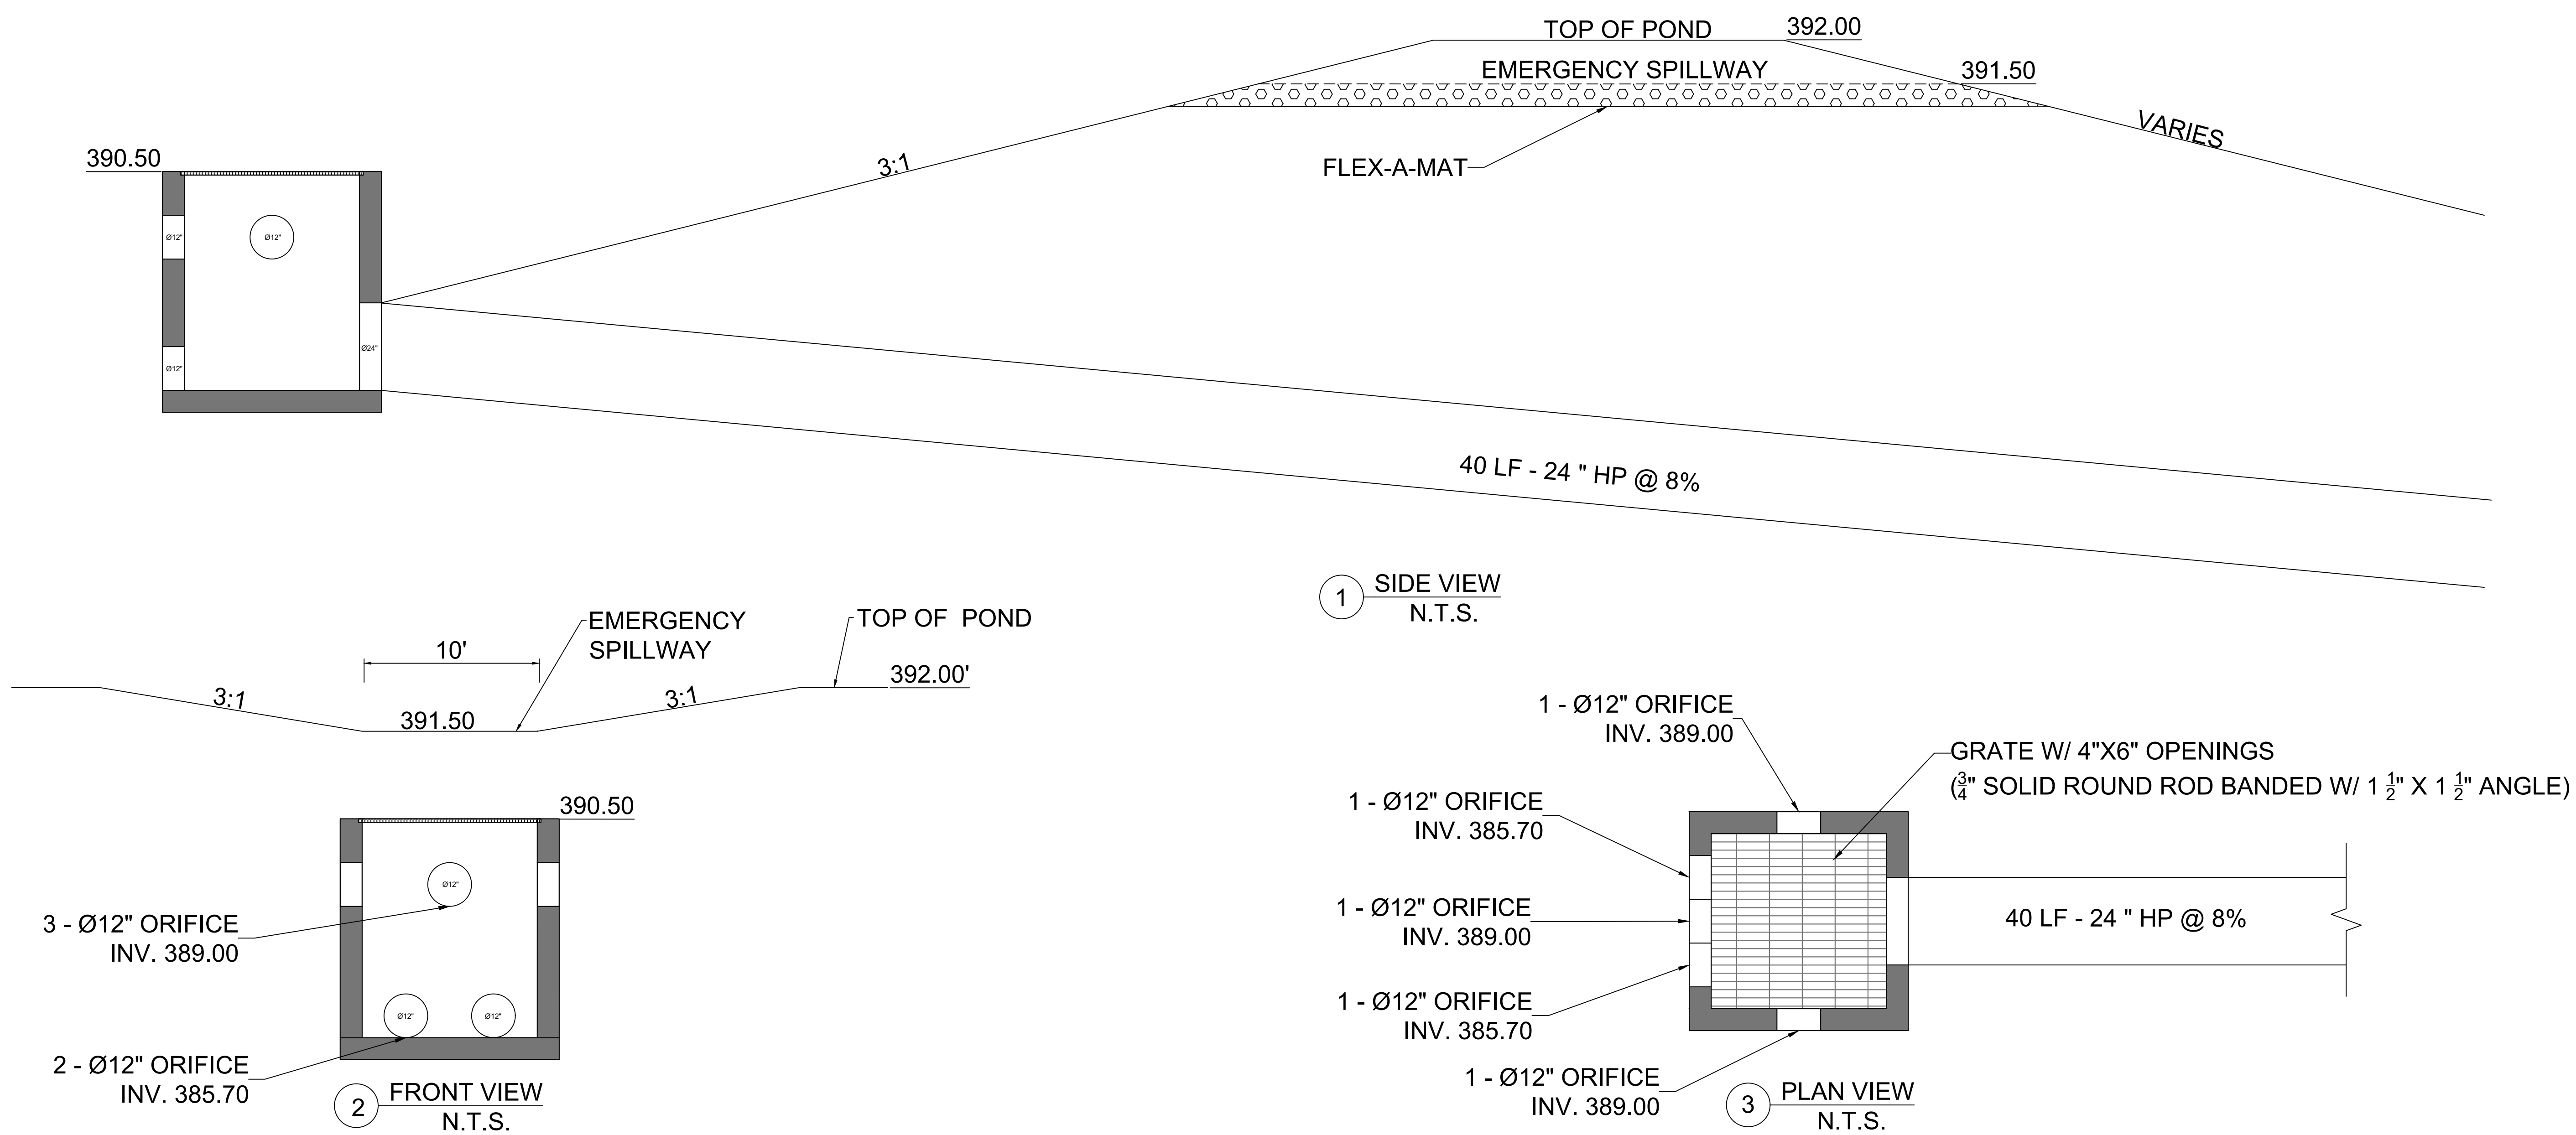 TOP OF POND 392.00
EMERGENCY SPILLWAY 391.50
VARIES
FLEX-A-MAT
3:1
390.50
Ø12"
Ø12"
Ø12"
Ø24"
40 LF - 24 " HP @ 8%
1 SIDE VIEW
N.T.S.
EMERGENCY
SPILLWAY
TOP OF POND
10'
392.00'
3:1
3:1
391.50
390.50
Ø12"
3 - Ø12" ORIFICE
INV. 389.00
Ø12"
Ø12"
2 - Ø12" ORIFICE
INV. 385.70
2 FRONT VIEW
N.T.S.
1 - Ø12" ORIFICE
INV. 389.00
GRATE W/ 4"X6" OPENINGS
(3/4" SOLID ROUND ROD BANDED W/ 1 1/2" X 1 1/2" ANGLE)
1 - Ø12" ORIFICE
INV. 385.70
1 - Ø12" ORIFICE
INV. 389.00
40 LF - 24 " HP @ 8%
1 - Ø12" ORIFICE
INV. 385.70
1 - Ø12" ORIFICE
INV. 389.00
3 PLAN VIEW
N.T.S.